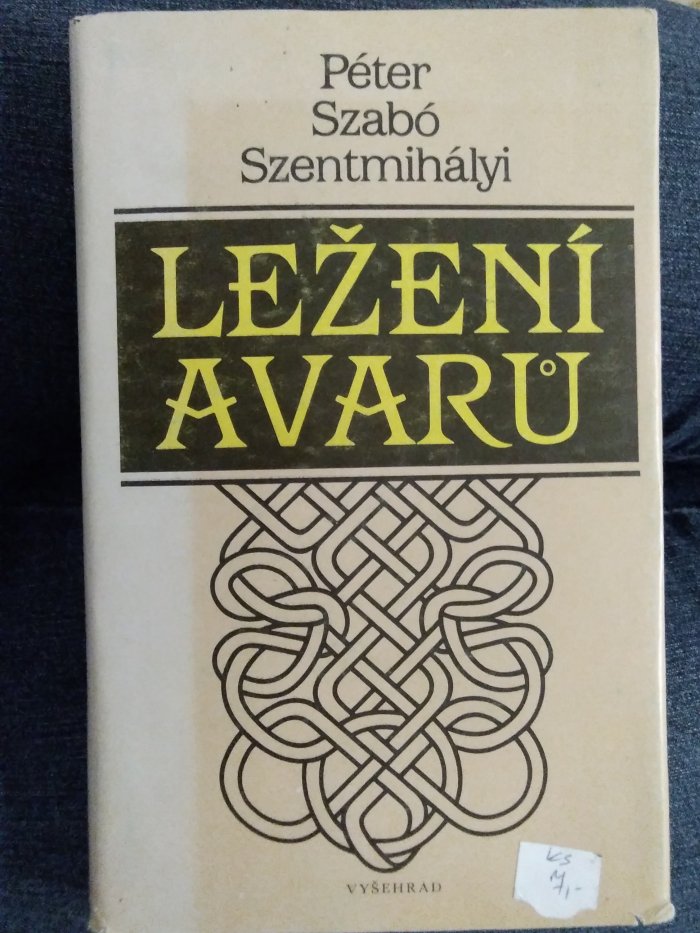 Péter
Szabó
Szentmihályi
LEŽENÍ
AVARŮ
VYŠEHRAD